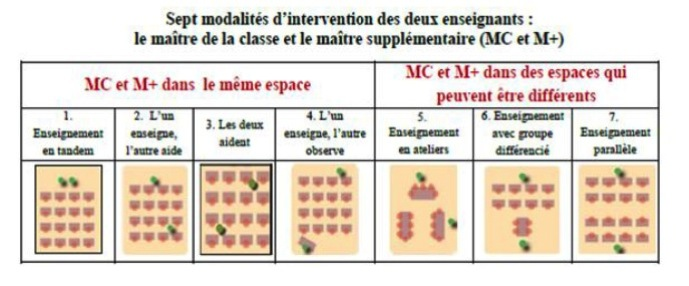 Sept modalités d'intervention des deux enseignants :
le maître de la classe et le maître supplémentaire (MC et M+)
MC et M+ dans le même espace
MC et M+ dans des espaces qui
peuvent être différents
1.
Enseignement
en tandem
2. L'un
enseigne,
l'autre aide
3. Les deux
aident
4. L'un
enseigne, l'autre
observe
5.
Enseignement
en ateliers
6. Enseignement
avec groupe
différencié
7.
Enseignement
parallèle